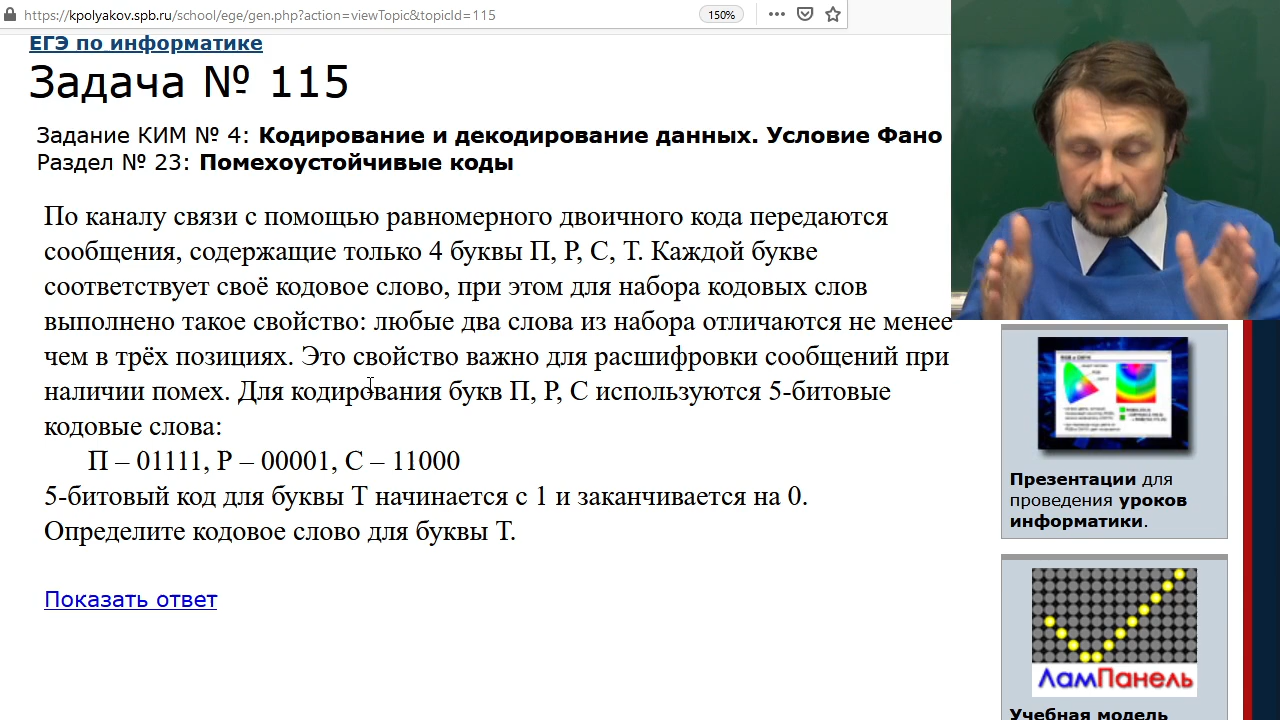 https://kpolyakov.spb.ru/school/ege/gen.php?action=viewTopic&topicId=115
150%
ЕГЭ по информатике
Задача № 115
Задание КИМ № 4: Кодирование и декодирование данных. Условие Фано
Раздел № 23: Помехоустойчивые коды
По каналу связи с помощью равномерного двоичного кода передаются
сообщения, содержащие только 4 буквы П, Р, С, Т. Каждой букве
соответствует своё кодовое слово, при этом для набора кодовых слов
выполнено такое свойство: любые два слова из набора отличаются не менее
чем в трёх позициях. Это свойство важно для расшифровки сообщений при
наличии помех. Для кодирования букв П, Р, С используются 5-битовые
кодовые слова:
П – 01111, Р – 00001, С – 11000
5-битовый код для буквы Т начинается с 1 и заканчивается на 0.
Определите кодовое слово для буквы Т.
Показать ответ
Презентации для
проведения уроков
информатики.
ЛамПанель
Учебная модель